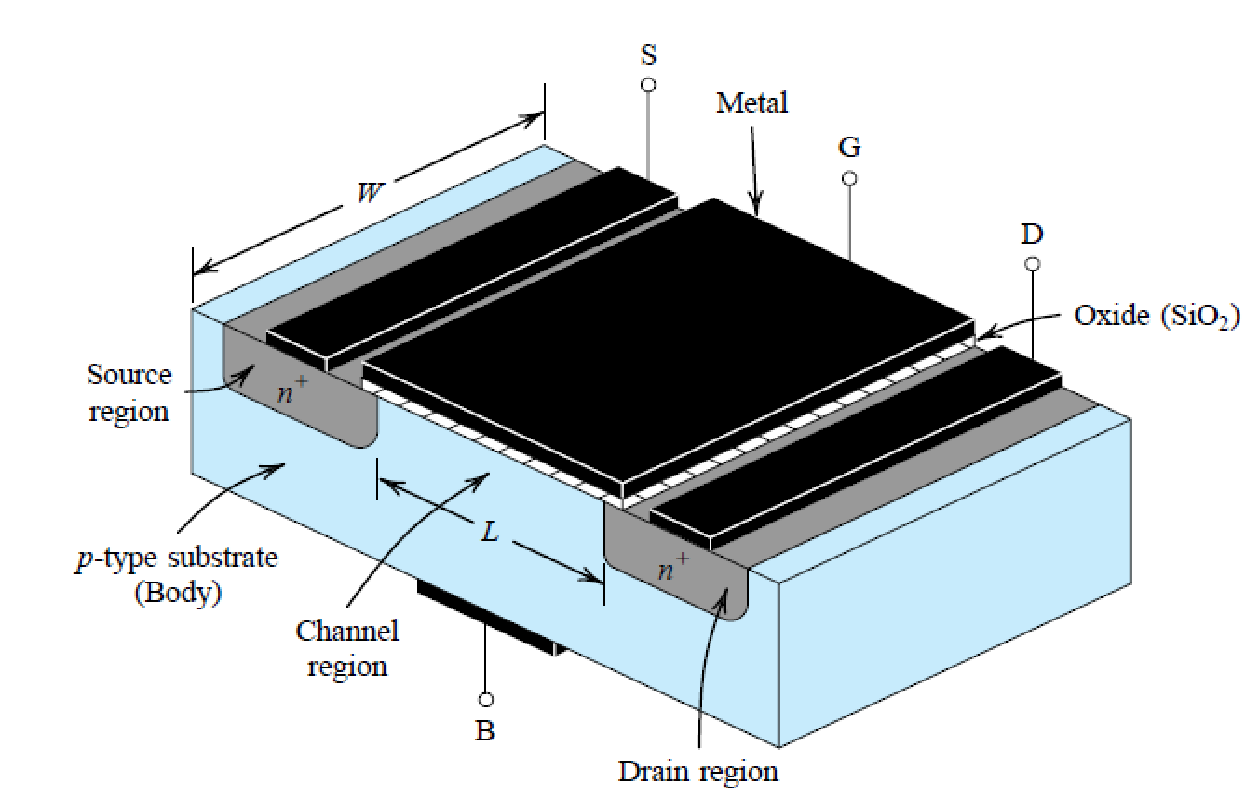 S
Metal
G
W
D
Oxide (SiO₂)
Source
region
n⁺
L
p-type substrate
(Body)
n⁺
Channel
region
B
Drain region